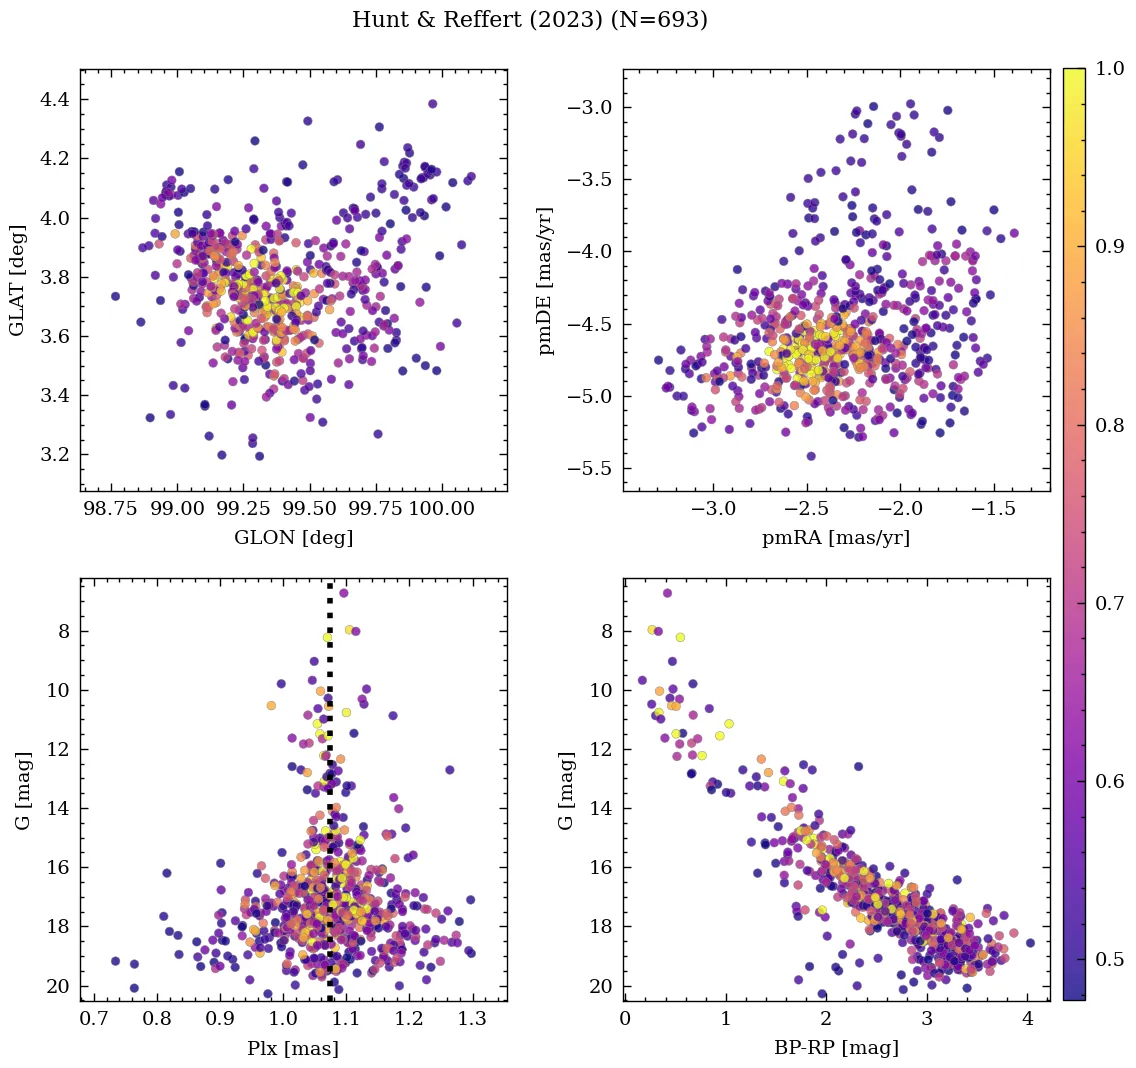 Hunt & Reffert (2023) (N=693)
4.4
4.2
4.0
3.8
3.6
3.4
3.2
GLAT [deg]
98.75 99.00 99.25 99.50 99.75 100.00
GLON [deg]
−3.0
−3.5
−4.0
−4.5
−5.0
−5.5
pmDE [mas/yr]
−3.0 −2.5 −2.0 −1.5
pmRA [mas/yr]
1.0
0.9
0.8
0.7
0.6
0.5
8
10
12
14
16
18
20
G [mag]
0.7 0.8 0.9 1.0 1.1 1.2 1.3
Plx [mas]
8
10
12
14
16
18
20
G [mag]
0 1 2 3 4
BP-RP [mag]